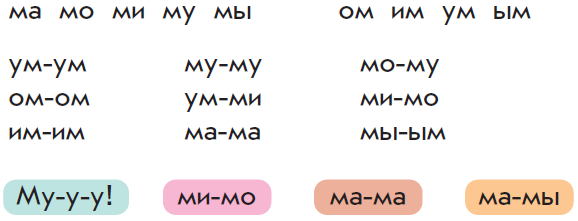 ма мо ми му мы ом им ум ым
ум-ум му-му мо-му
ом-ом ум-ми ми-мо
им-им ма-ма мы-ым
Му-у-у! ми-мо ма-ма ма-мы